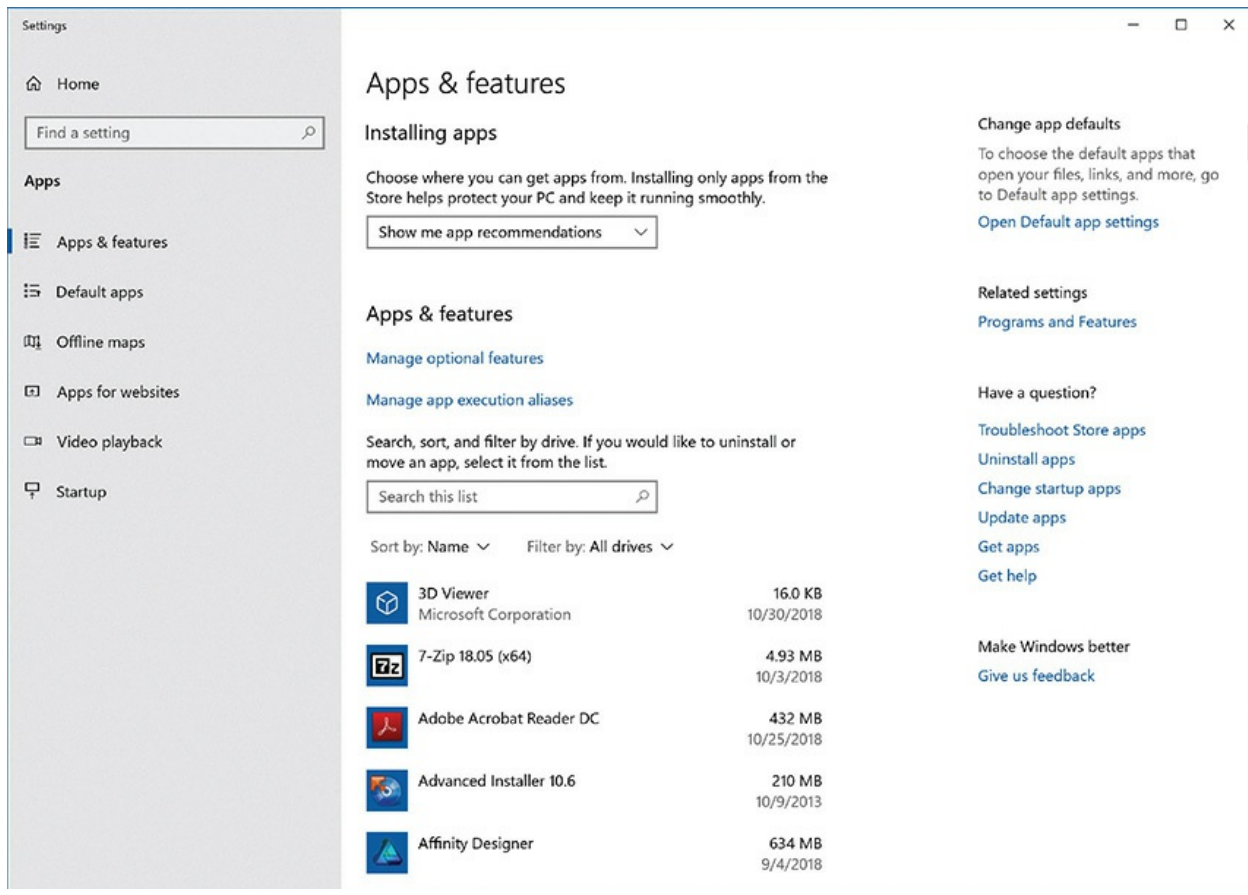 Settings
Home
Find a setting
Apps
Apps & features
Default apps
Offline maps
Apps for websites
Video playback
Startup
Apps & features
Installing apps
Choose where you can get apps from. Installing only apps from the
Store helps protect your PC and keep it running smoothly.
Show me app recommendations
Apps & features
Manage optional features
Manage app execution aliases
Search, sort, and filter by drive. If you would like to uninstall or
move an app, select it from the list.
Search this list
Sort by: Name Filter by: All drives
3D Viewer 16.0 KB
Microsoft Corporation 10/30/2018
7z
7-Zip 18.05 (x64) 4.93 MB
10/3/2018
Adobe Acrobat Reader DC 432 MB
10/25/2018
Advanced Installer 10.6 210 MB
10/9/2013
Affinity Designer 634 MB
9/4/2018
Change app defaults
To choose the default apps that
open your files, links, and more, go
to Default app settings.
Open Default app settings
Related settings
Programs and Features
Have a question?
Troubleshoot Store apps
Uninstall apps
Change startup apps
Update apps
Get apps
Get help
Make Windows better
Give us feedback